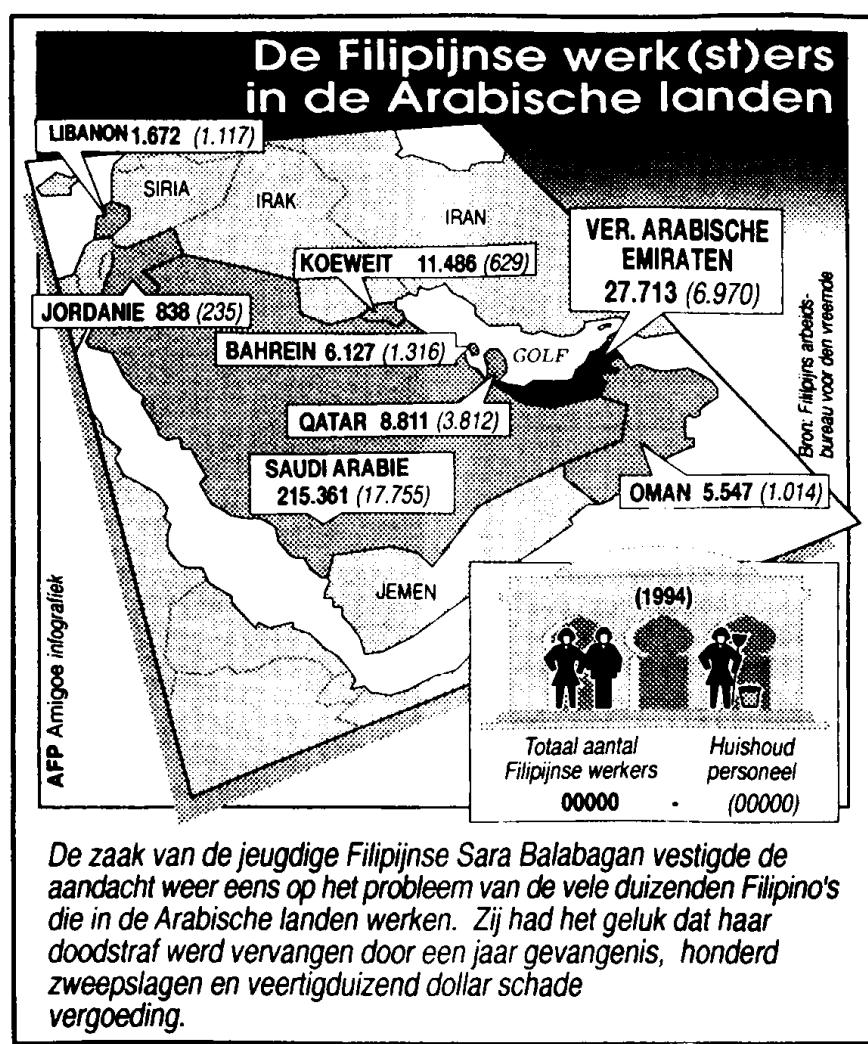 De Filipijnse werk(st)ers
in de Arabische landen
LIBANON 1.672 (1.117)
SIRIA
IRAK
IRAN
VER. ARABISCHE
EMIRATEN
27.713 (6.970)
KOEWEIT 11.486 (629)
JORDANIE 838 (235)
BAHREIN 6.127 (1.316)
GOLF
QATAR 8.811 (3.812)
SAUDI ARABIE
215.361 (17.755)
OMAN 5.547 (1.014)
JEMEN
Bron: Filipijns arbeids-
bureau voor den vreemde
AFP Amigoe infografiek
(1994)
Totaal aantal
Filipijnse werkers
00000
-
Huishoud
personeel
(00000)
De zaak van de jeugdige Filipijnse Sara Balabagan vestigde de
aandacht weer eens op het probleem van de vele duizenden Filipino's
die in de Arabische landen werken. Zij had het geluk dat haar
doodstraf werd vervangen door een jaar gevangenis, honderd
zweepslagen en veertigduizend dollar schade
vergoeding.